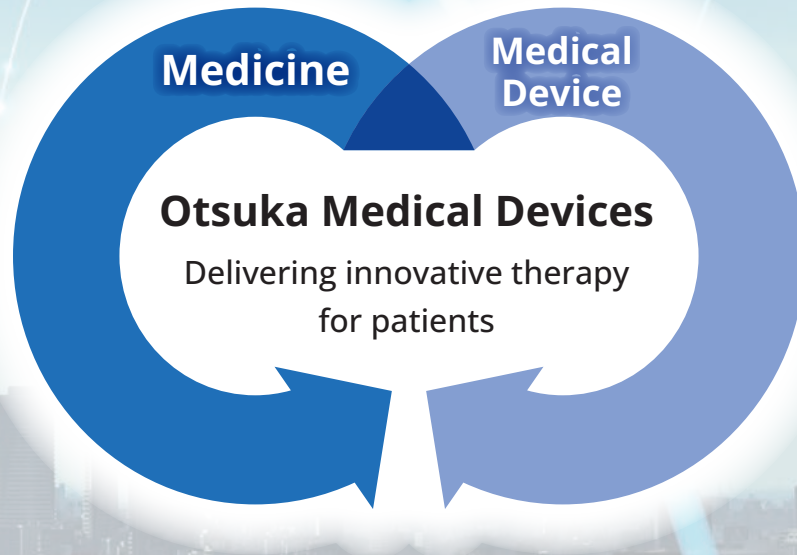 Medicine
Medical
Device
Otsuka Medical Devices
Delivering innovative therapy
for patients